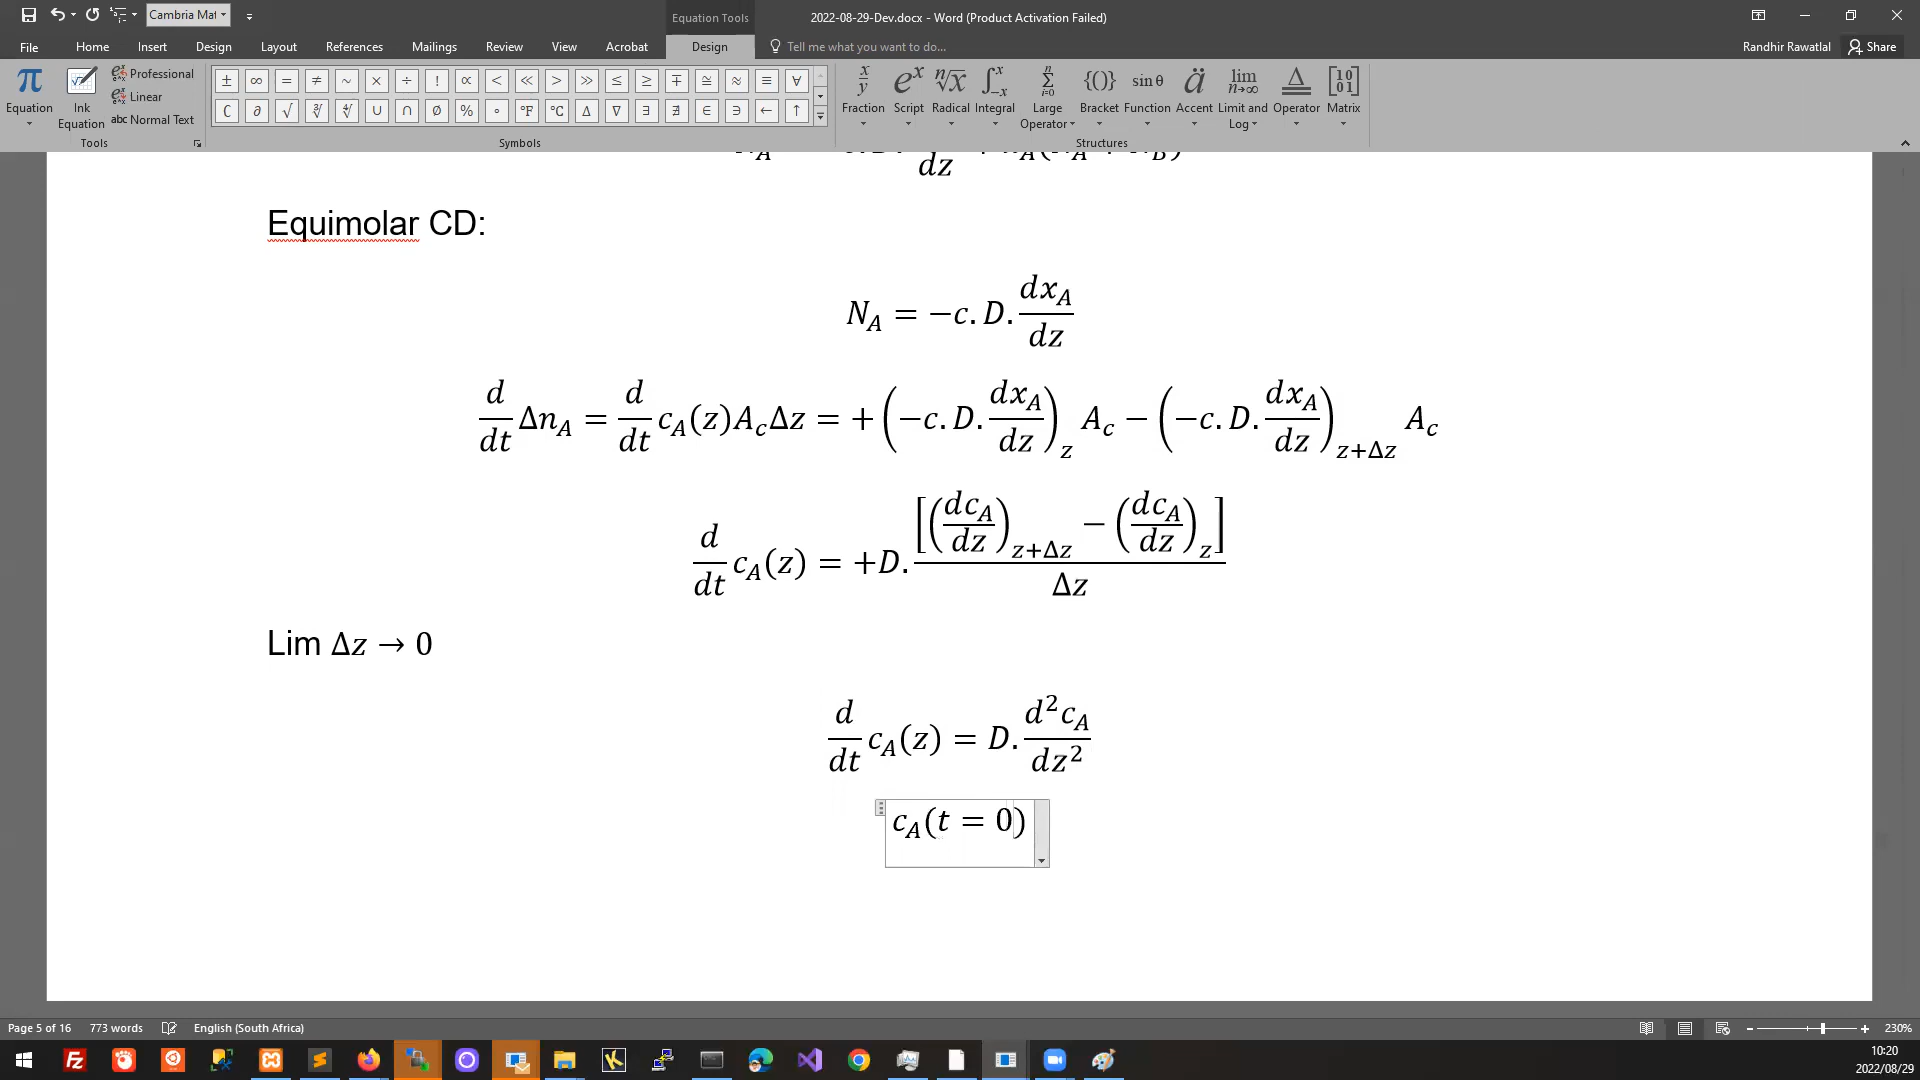 Cambria Mat
Equation Tools
2022-08-29-Dev.docx - Word (Product Activation Failed)
File Home Insert Design Layout References Mailings Review View Acrobat Design Tell me what you want to do... Randhir Rawatlal Share
Equation
Ink Equation
Professional
Linear
abc Normal Text
Tools
± ∞ = ≠ ~ × ÷ ! ∝ < ≪ > ≫ ≤ ≥ ∓ ≅ ≈ ≡ ∀
∁ ∂ √ ∛ ∜ ∪ ∩ ∅ % ° °F °C ∆ ∇ ∃ ∄ ∈ ∋ ← ↑
Symbols
Fraction Script Radical Integral Large Operator Bracket Function Accent Limit and Log Operator Matrix
Structures
dz
Equimolar CD:
N_A = −c.D.dx_A/dz
d/dt Δn_A = d/dt c_A(z)A_cΔz = +(−c.D.dx_A/dz)_z A_c − (−c.D.dx_A/dz)_{z+Δz} A_c
d/dt c_A(z) = +D.[(dc_A/dz)_{z+Δz} − (dc_A/dz)_z]/Δz
Lim Δz → 0
d/dt c_A(z) = D.d²c_A/dz²
c_A(t = 0)
Page 5 of 16 773 words English (South Africa) 230%
10:20
2022/08/29